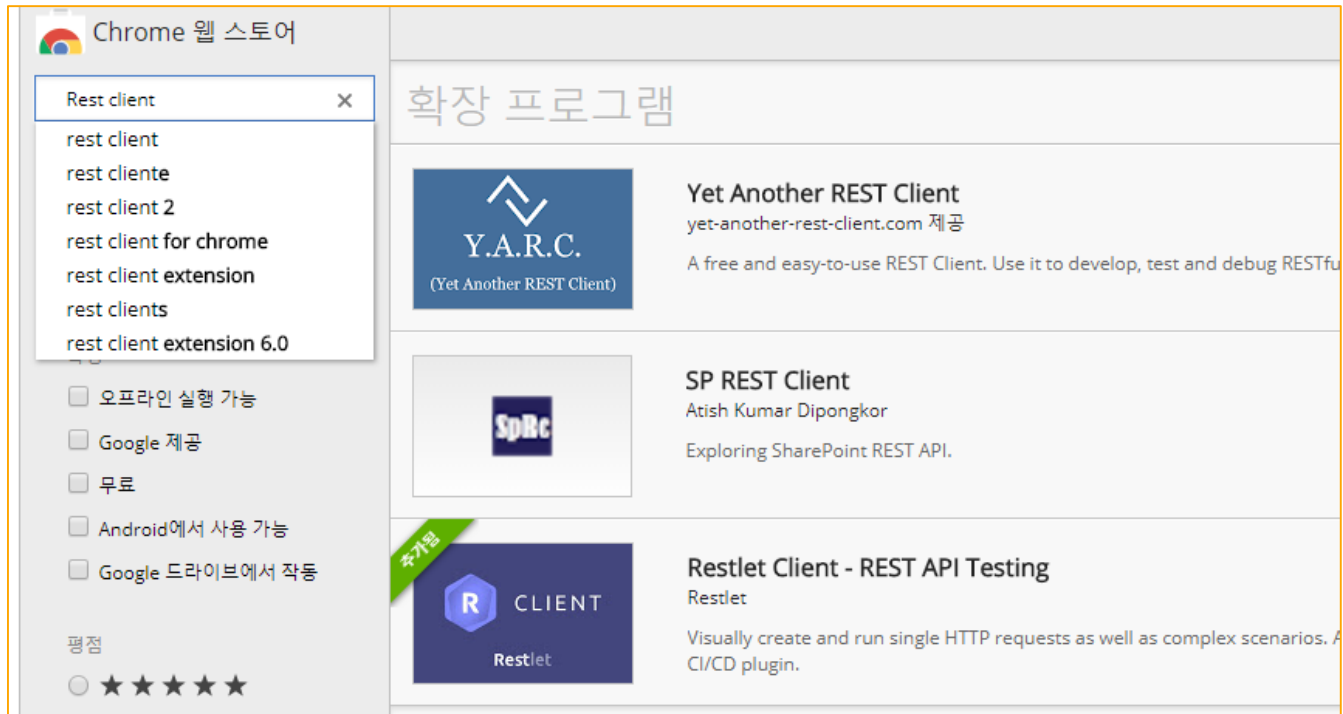 Chrome 웹 스토어
Rest client
rest client
rest cliente
rest client 2
rest client for chrome
rest client extension
rest clients
rest client extension 6.0
오프라인 실행 가능
Google 제공
무료
Android에서 사용 가능
Google 드라이브에서 작동
평점
확장 프로그램
Y.A.R.C.
(Yet Another REST Client)
Yet Another REST Client
yet-another-rest-client.com 제공
A free and easy-to-use REST Client. Use it to develop, test and debug RESTfu
SpRc
SP REST Client
Atish Kumar Dipongkor
Exploring SharePoint REST API.
추가됨
R CLIENT
Restlet
Restlet Client - REST API Testing
Restlet
Visually create and run single HTTP requests as well as complex scenarios. A
CI/CD plugin.